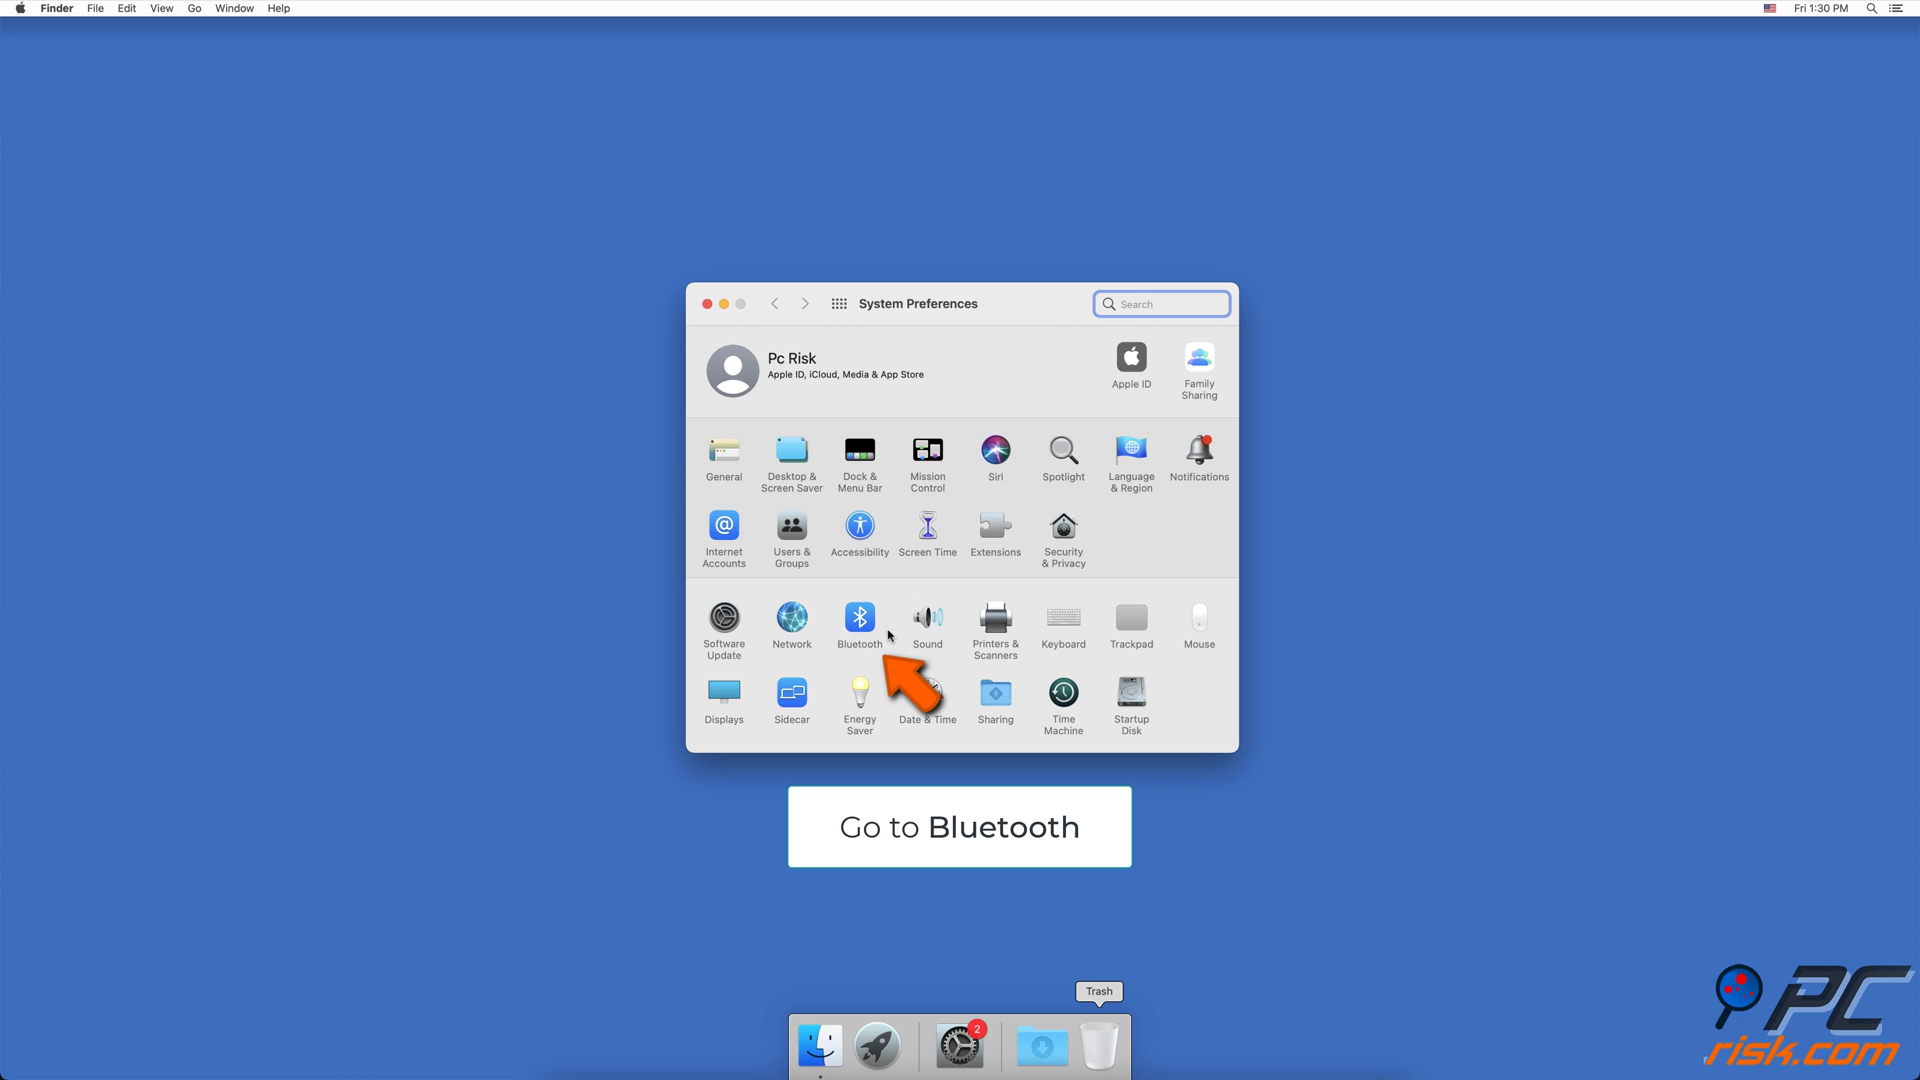 Finder File Edit View Go Window Help
Fri 1:30 PM
System Preferences
Search
Pc Risk
Apple ID, iCloud, Media & App Store
Apple ID
Family
Sharing
General
Desktop &
Screen Saver
Dock &
Menu Bar
Mission
Control
Siri
Spotlight
Language
& Region
Notifications
Internet
Accounts
Users &
Groups
Accessibility
Screen Time
Extensions
Security
& Privacy
Software
Update
Network
Bluetooth
Sound
Printers &
Scanners
Keyboard
Trackpad
Mouse
Displays
Sidecar
Energy
Saver
Date & Time
Sharing
Time
Machine
Startup
Disk
Go to Bluetooth
Trash
2
PC
risk.com